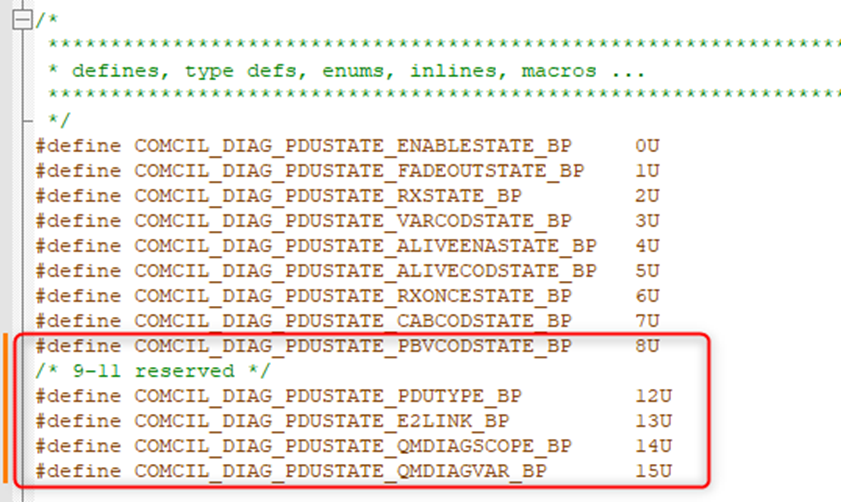 /*
*****************************************************************
* defines, type defs, enums, inlines, macros ...
*****************************************************************
*/
#define COMCIL_DIAG_PDUSTATE_ENABLESTATE_BP 0U
#define COMCIL_DIAG_PDUSTATE_FADEOUTSTATE_BP 1U
#define COMCIL_DIAG_PDUSTATE_RXSTATE_BP 2U
#define COMCIL_DIAG_PDUSTATE_VARCODSTATE_BP 3U
#define COMCIL_DIAG_PDUSTATE_ALIVEENASTATE_BP 4U
#define COMCIL_DIAG_PDUSTATE_ALIVECODSTATE_BP 5U
#define COMCIL_DIAG_PDUSTATE_RXONCESTATE_BP 6U
#define COMCIL_DIAG_PDUSTATE_CABCODSTATE_BP 7U
#define COMCIL_DIAG_PDUSTATE_PBVCODSTATE_BP 8U
/* 9-11 reserved */
#define COMCIL_DIAG_PDUSTATE_PDUTYPE_BP 12U
#define COMCIL_DIAG_PDUSTATE_E2LINK_BP 13U
#define COMCIL_DIAG_PDUSTATE_QMDIAGSCOPE_BP 14U
#define COMCIL_DIAG_PDUSTATE_QMDIAGVAR_BP 15U